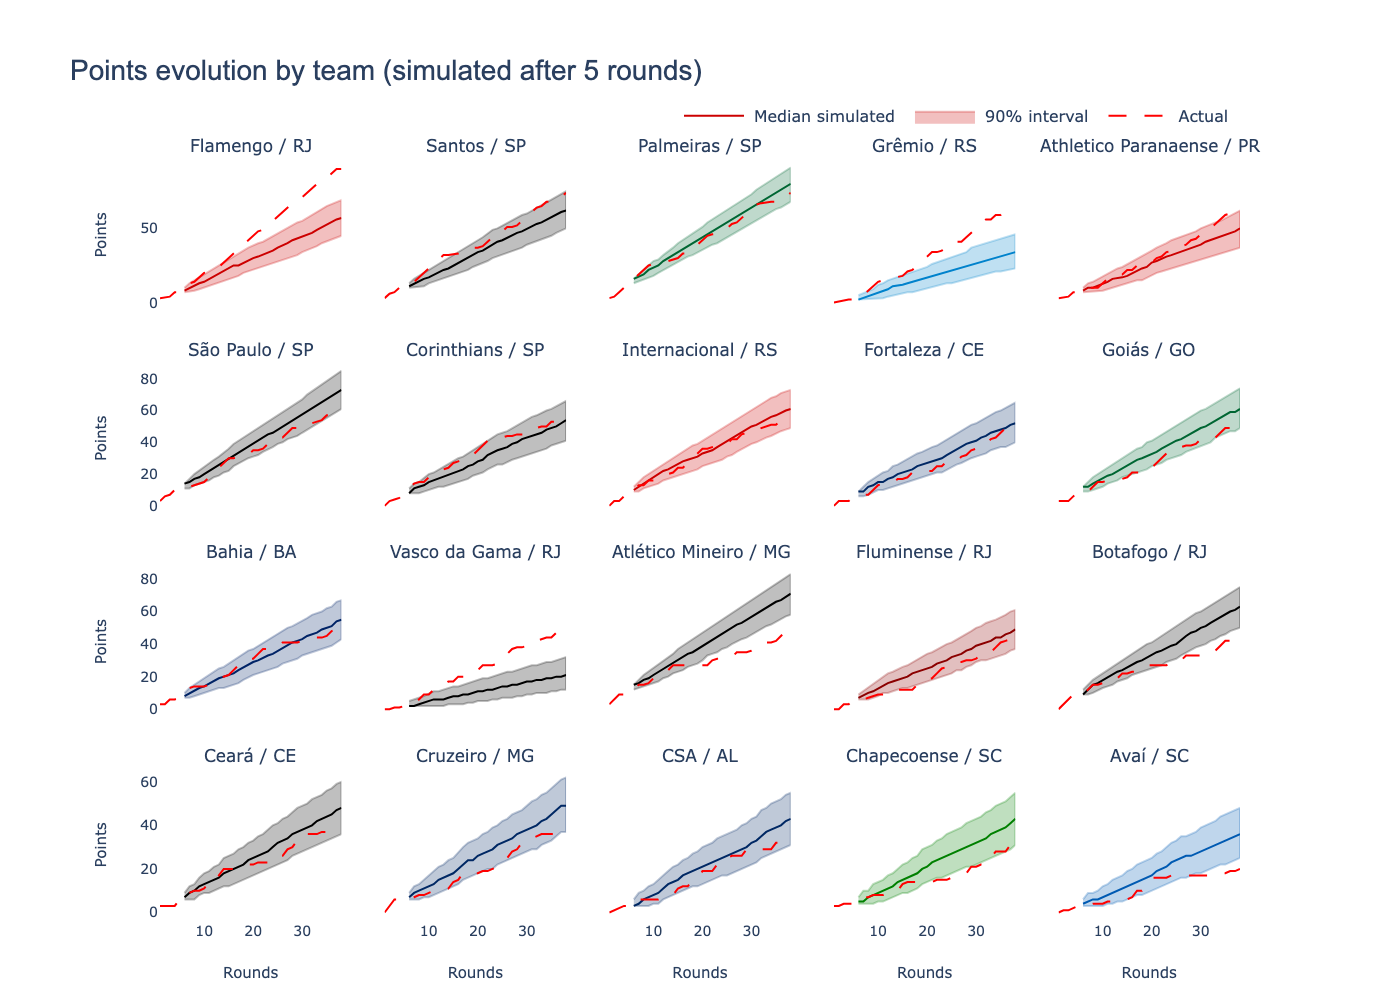 Points evolution by team (simulated after 5 rounds)
Median simulated 90% interval Actual
Flamengo / RJ Santos / SP Palmeiras / SP Grêmio / RS Athletico Paranaense / PR
Points
50
0
São Paulo / SP Corinthians / SP Internacional / RS Fortaleza / CE Goiás / GO
Points
80
60
40
20
0
Bahia / BA Vasco da Gama / RJ Atlético Mineiro / MG Fluminense / RJ Botafogo / RJ
Points
80
60
40
20
0
Ceará / CE Cruzeiro / MG CSA / AL Chapecoense / SC Avaí / SC
Points
60
40
20
0
10 20 30 10 20 30 10 20 30 10 20 30 10 20 30
Rounds Rounds Rounds Rounds Rounds